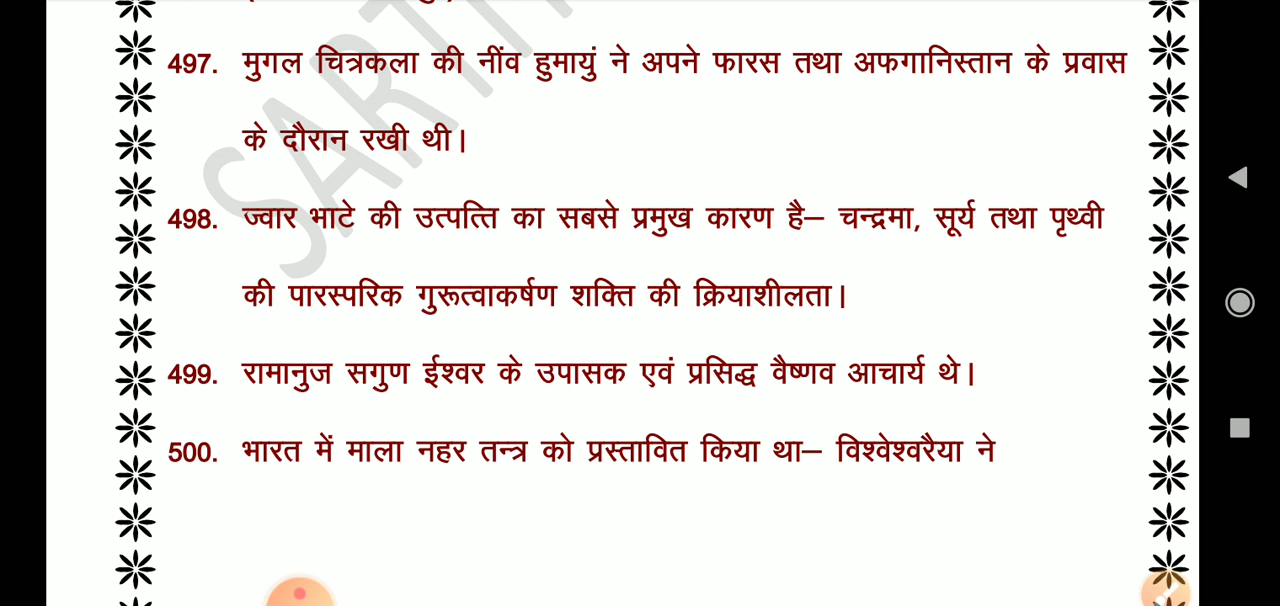 497. मुगल चित्रकला की नींव हुमायुं ने अपने फारस तथा अफगानिस्तान के प्रवास
के दौरान रखी थी।
498. ज्वार भाटे की उत्पत्ति का सबसे प्रमुख कारण है– चन्द्रमा, सूर्य तथा पृथ्वी
की पारस्परिक गुरूत्वाकर्षण शक्ति की क्रियाशीलता।
499. रामानुज सगुण ईश्वर के उपासक एवं प्रसिद्ध वैष्णव आचार्य थे।
500. भारत में माला नहर तन्त्र को प्रस्तावित किया था– विश्वेश्वरैया ने